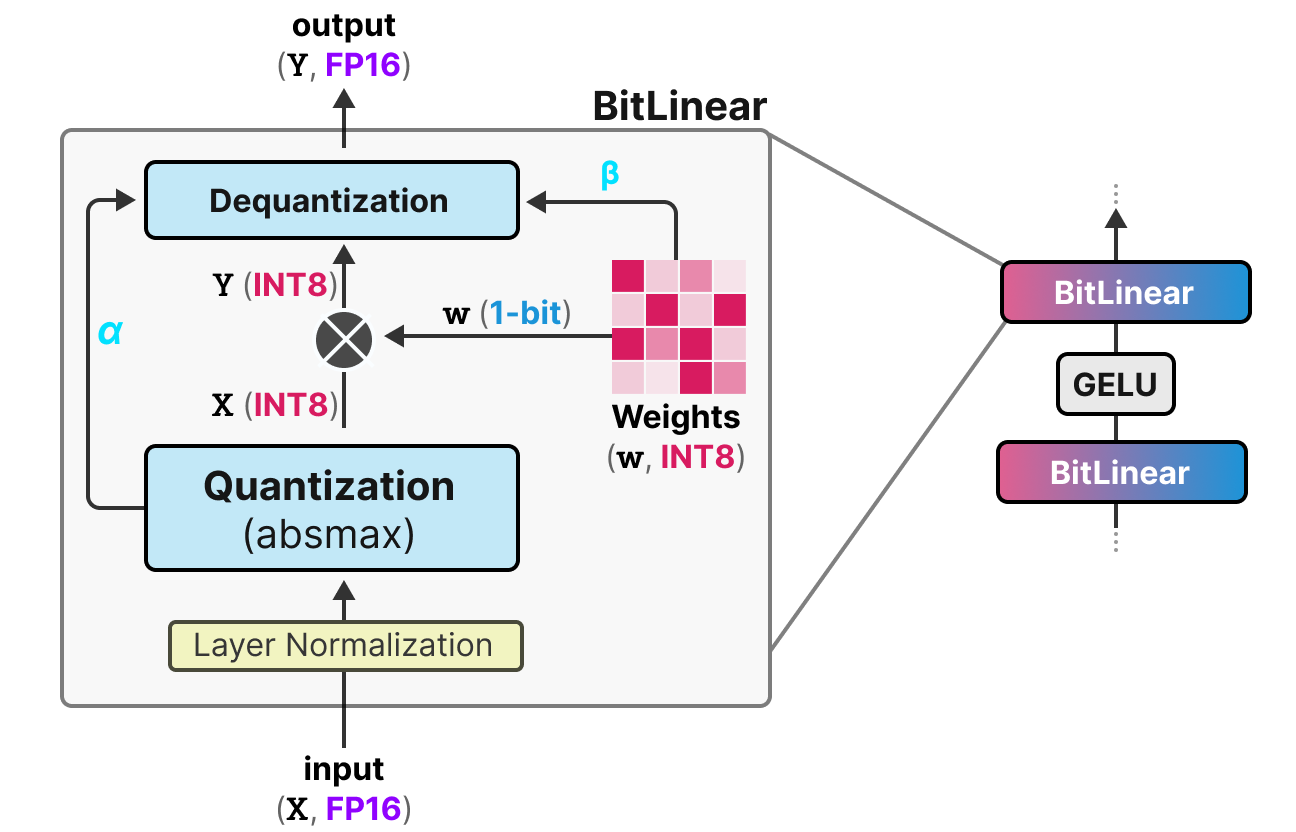 output
(Y, FP16)
BitLinear
β
Dequantization
Y (INT8)
w (1-bit)
α
X (INT8)
Weights
(w, INT8)
Quantization
(absmax)
Layer Normalization
input
(X, FP16)
BitLinear
GELU
BitLinear